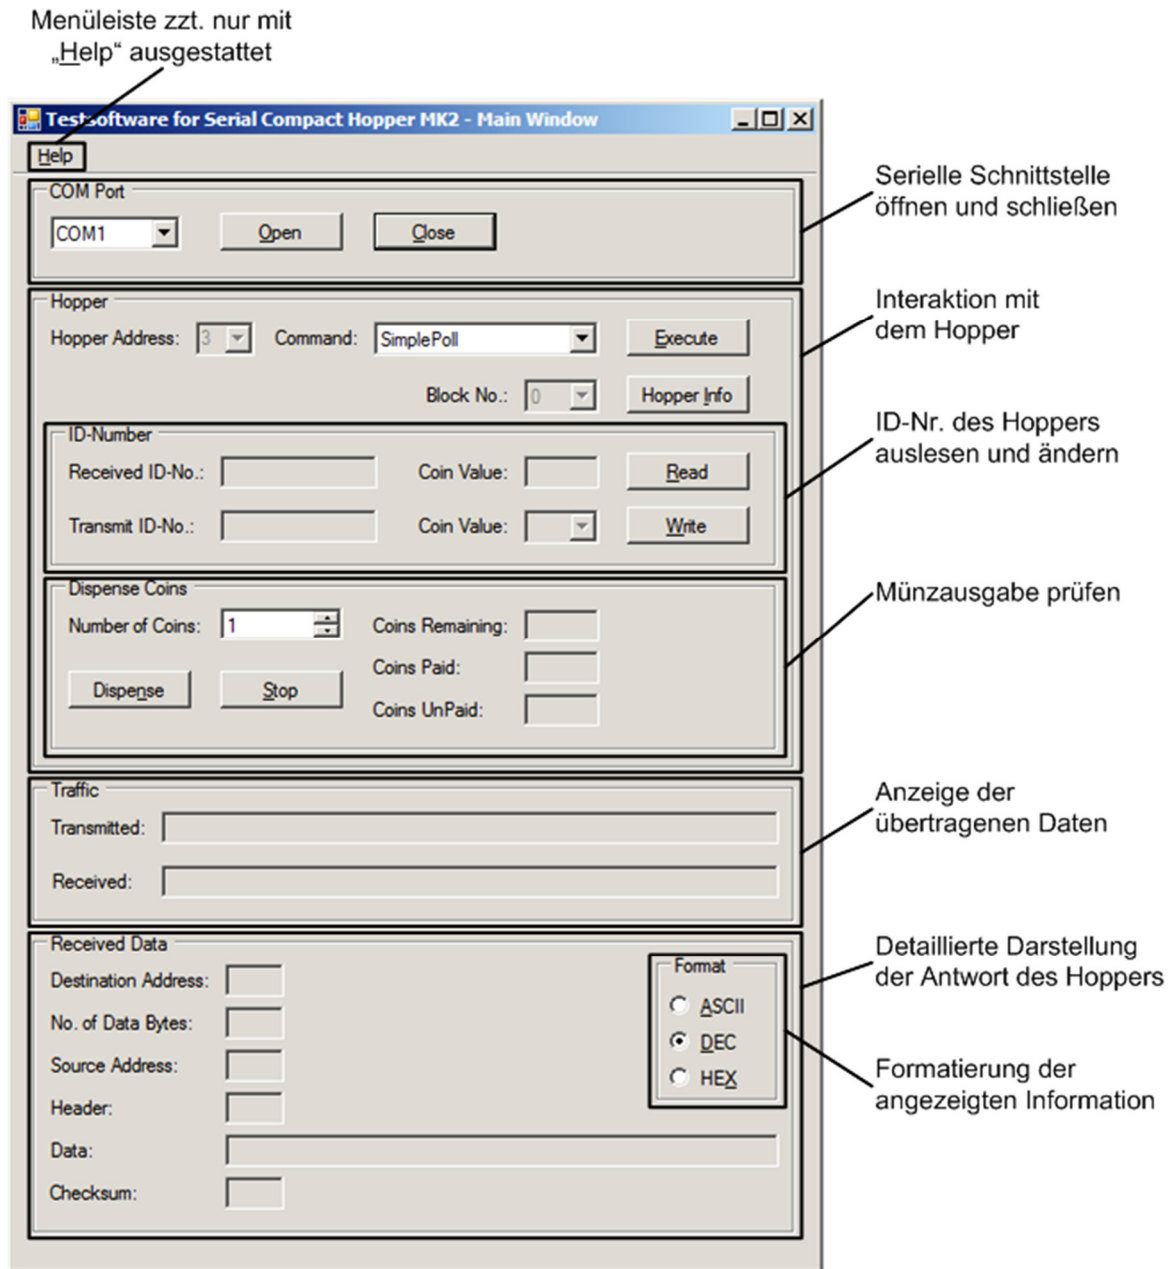 Menüleiste zzt. nur mit
„Help“ ausgestattet
Testsoftware for Serial Compact Hopper MK2 - Main Window
Help
COM Port
COM1 Open Close
Serielle Schnittstelle
öffnen und schließen
Hopper
Hopper Address: 3 Command: SimplePoll Execute
Block No.: 0 Hopper Info
Interaktion mit
dem Hopper
ID-Number
Received ID-No.: Coin Value: Read
Transmit ID-No.: Coin Value: Write
ID-Nr. des Hoppers
auslesen und ändern
Dispense Coins
Number of Coins: 1 Coins Remaining:
Coins Paid:
Dispense Stop
Coins UnPaid:
Münzausgabe prüfen
Traffic
Transmitted:
Received:
Anzeige der
übertragenen Daten
Received Data
Destination Address:
No. of Data Bytes:
Source Address:
Header:
Data:
Checksum:
Format
ASCII
DEC
HEX
Detaillierte Darstellung
der Antwort des Hoppers
Formatierung der
angezeigten Information